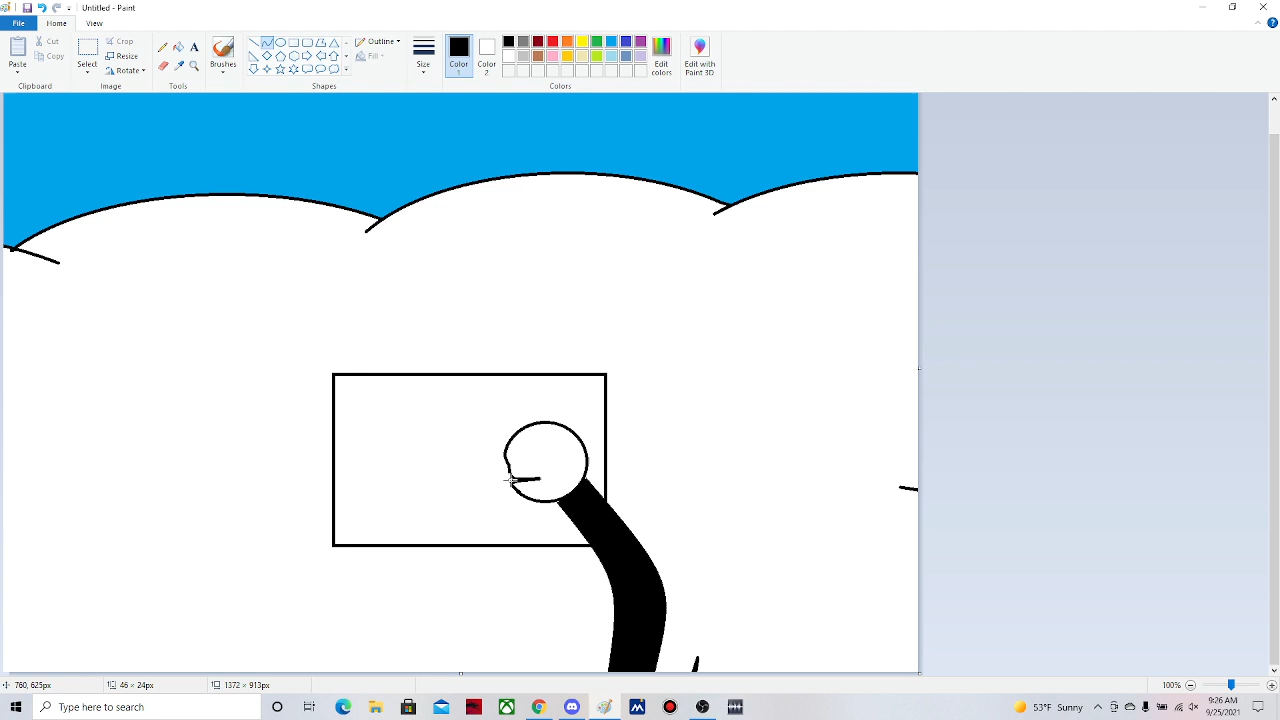 Untitled - Paint
File
Home
View
Paste
Cut
Copy
Clipboard
Select
Crop
Resize
Rotate
Image
A
Tools
Brushes
Outline
Fill
Shapes
Size
Color
1
Color
2
Edit
colors
Colors
Edit with
Paint 3D
760, 625px
46 × 24px
1372 × 913px
100%
Type here to search
83°F Sunny
9:26 AM
9/25/2021